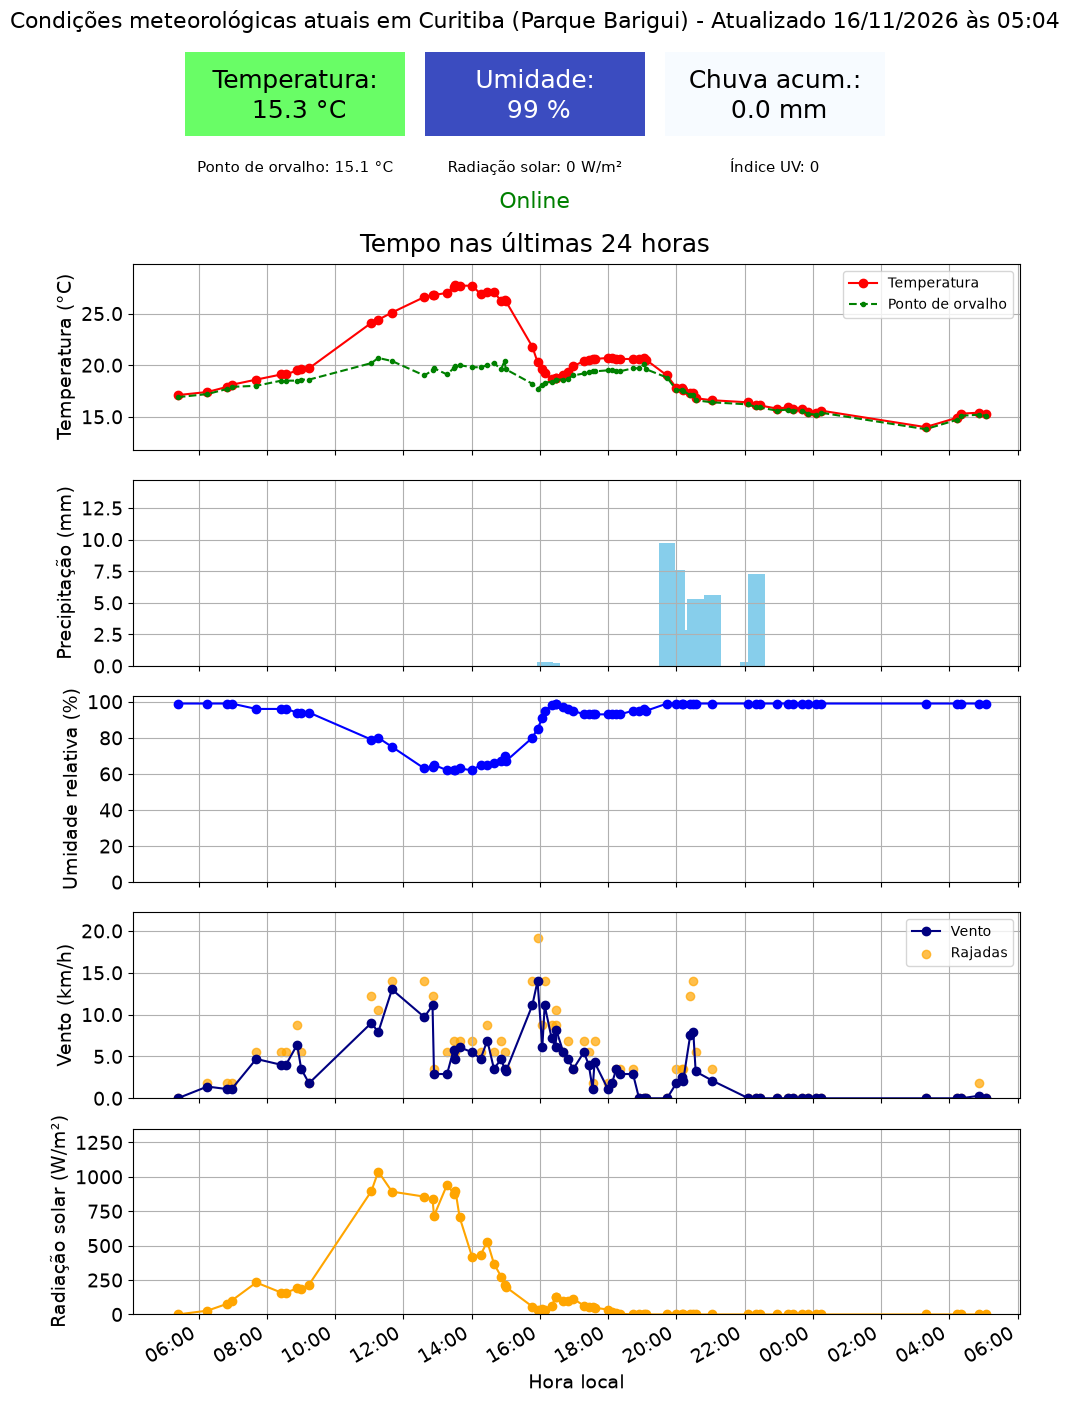 Condições meteorológicas atuais em Curitiba (Parque Barigui) - Atualizado 16/11/2026 às 05:04
Temperatura:
15.3 °C
Umidade:
99 %
Chuva acum.:
0.0 mm
Ponto de orvalho: 15.1 °C
Radiação solar: 0 W/m²
Índice UV: 0
Online
Tempo nas últimas 24 horas
Temperatura (°C)
25.0
20.0
15.0
Temperatura
Ponto de orvalho
Precipitação (mm)
12.5
10.0
7.5
5.0
2.5
0.0
Umidade relativa (%)
100
80
60
40
20
0
Vento (km/h)
20.0
15.0
10.0
5.0
0.0
Vento
Rajadas
Radiação solar (W/m²)
1250
1000
750
500
250
0
06:00
08:00
10:00
12:00
14:00
16:00
18:00
20:00
22:00
00:00
02:00
04:00
06:00
Hora local